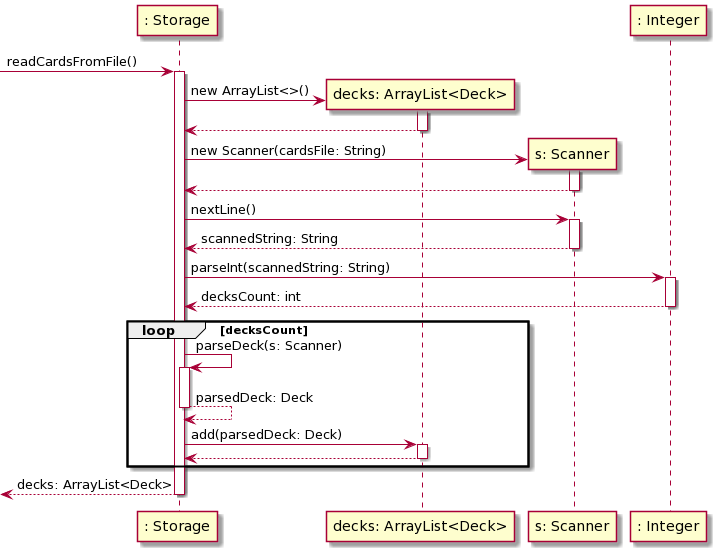 : Storage
: Integer
readCardsFromFile()
new ArrayList<>()
decks: ArrayList<Deck>
new Scanner(cardsFile: String)
s: Scanner
nextLine()
scannedString: String
parseInt(scannedString: String)
decksCount: int
loop [decksCount]
parseDeck(s: Scanner)
parsedDeck: Deck
add(parsedDeck: Deck)
decks: ArrayList<Deck>
: Storage
decks: ArrayList<Deck>
s: Scanner
: Integer